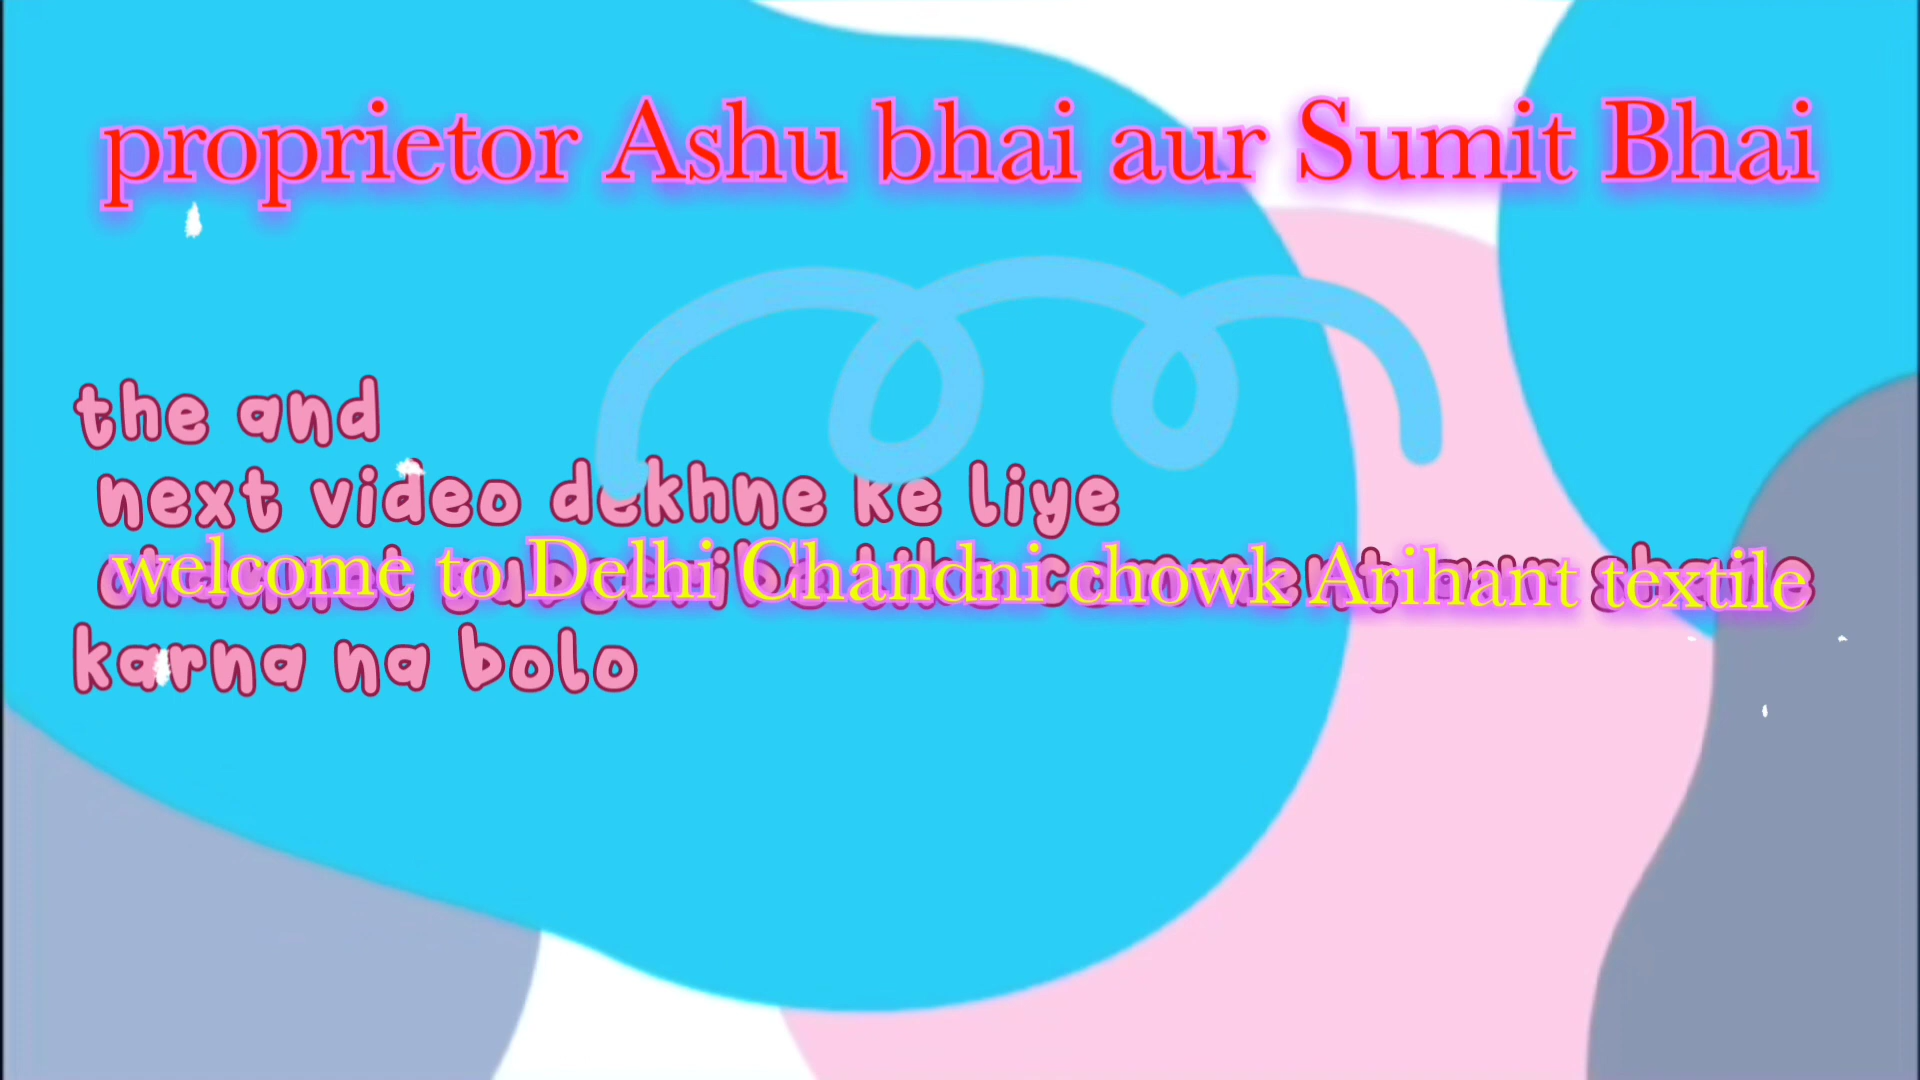 proprietor Ashu bhai aur Sumit Bhai
the and
next video dekhne ke liye
welcome to Delhi Chandni chowk Arihant textile
karna na bolo